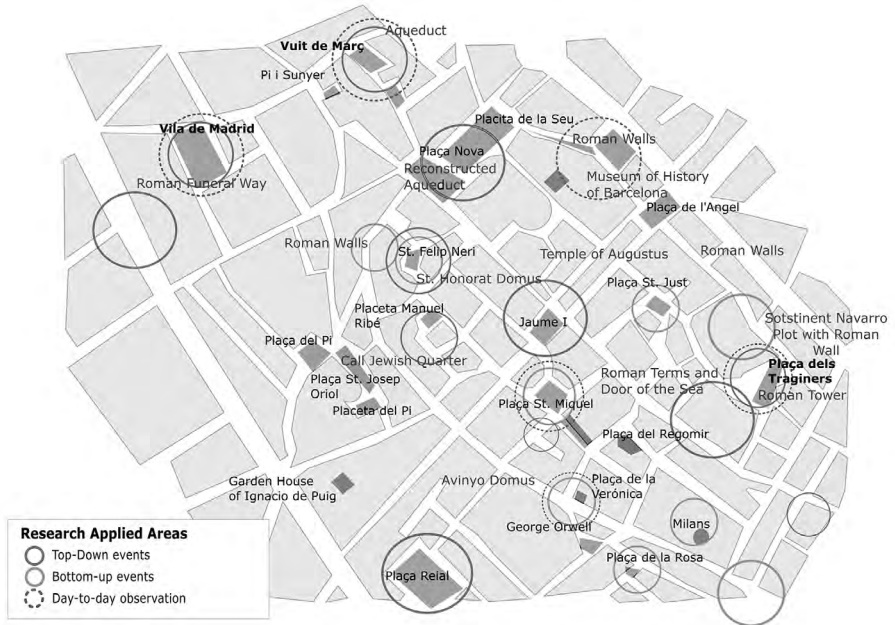 Aqueduct
Vuit de Març
Pi i Sunyer
Placita de la Seu
Vila de Madrid
Roman Walls
Plaça Nova
Reconstructed
Aqueduct
Museum of History
of Barcelona
Roman Funeral Way
Plaça de l'Angel
Roman Walls
St. Felip Neri
Temple of Augustus
Roman Walls
St. Honorat Domus
Plaça St. Just
Placeta Manuel
Ribé
Jaume I
Sotstinent Navarro
Plot with Roman
Wall
Plaça del Pi
Call Jewish Quarter
Plaça dels
Traginers
Roman Tower
Plaça St. Josep
Oriol
Roman Terms and
Door of the Sea
Placeta del Pi
Plaça St. Miquel
Plaça del Regomir
Garden House
of Ignacio de Puig
Avinyo Domus
Plaça de la
Verónica
George Orwell
Milans
Plaça de la Rosa
Plaça Reial
Research Applied Areas
Top-Down events
Bottom-up events
Day-to-day observation